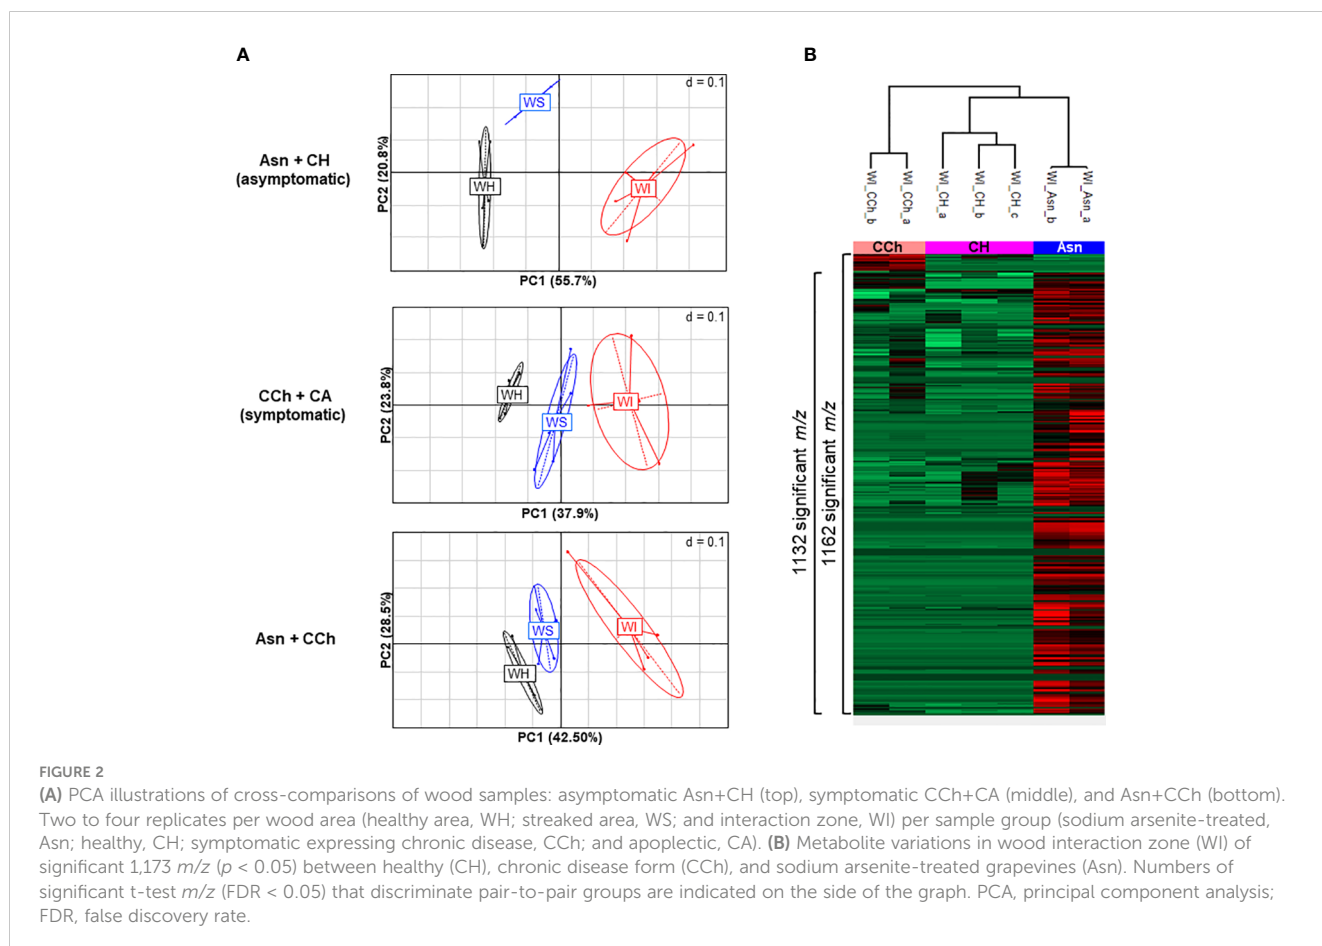 A
B
Asn + CH
(asymptomatic)
d = 0.1
WS
WH
WI
PC2 (20.8%)
PC1 (55.7%)
CCh + CA
(symptomatic)
d = 0.1
WH
WS
WI
PC2 (23.8%)
PC1 (37.9%)
Asn + CCh
d = 0.1
WS
WH
WI
PC2 (28.5%)
PC1 (42.50%)
WI_CCh_b
WI_CCh_a
WI_CH_a
WI_CH_b
WI_CH_c
WI_Asn_b
WI_Asn_a
CCh
CH
Asn
1132 significant m/z
1162 significant m/z
FIGURE 2
(A) PCA illustrations of cross-comparisons of wood samples: asymptomatic Asn+CH (top), symptomatic CCh+CA (middle), and Asn+CCh (bottom).
Two to four replicates per wood area (healthy area, WH; streaked area, WS; and interaction zone, WI) per sample group (sodium arsenite-treated,
Asn; healthy, CH; symptomatic expressing chronic disease, CCh; and apoplectic, CA). (B) Metabolite variations in wood interaction zone (WI) of
significant 1,173 m/z (p < 0.05) between healthy (CH), chronic disease form (CCh), and sodium arsenite-treated grapevines (Asn). Numbers of
significant t-test m/z (FDR < 0.05) that discriminate pair-to-pair groups are indicated on the side of the graph. PCA, principal component analysis;
FDR, false discovery rate.